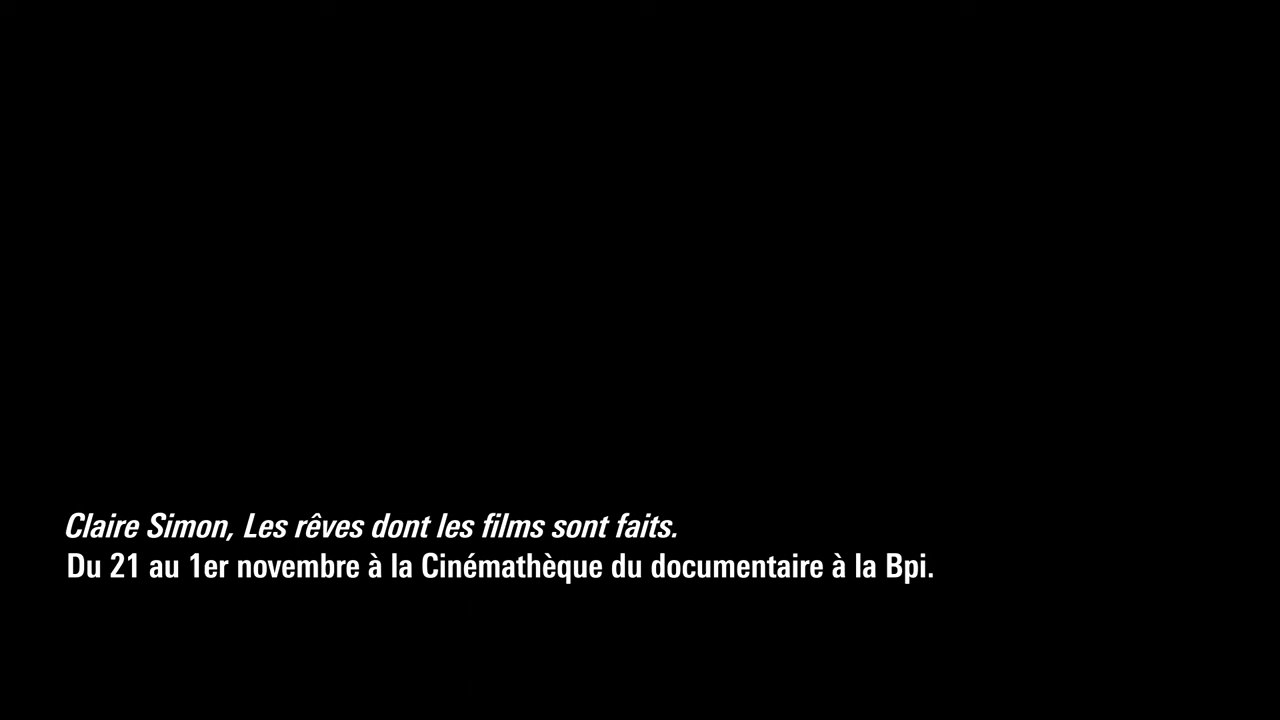 Claire Simon, Les rêves dont les films sont faits.
Du 21 au 1er novembre à la Cinémathèque du documentaire à la Bpi.